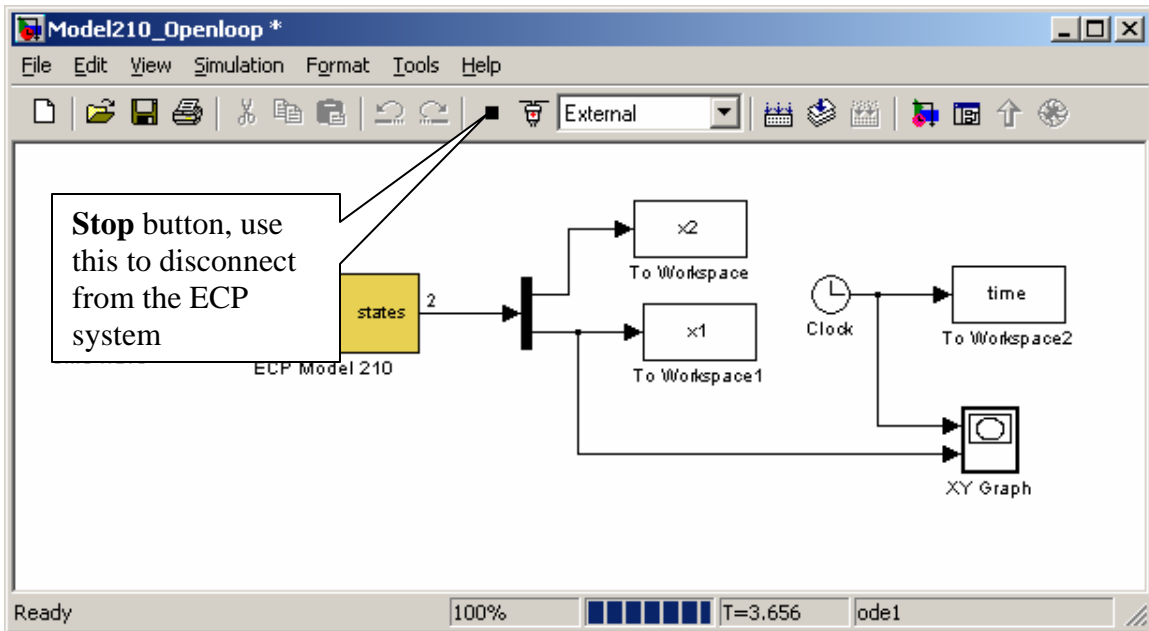 Model210_Openloop *
File Edit View Simulation Format Tools Help
External
Stop button, use
this to disconnect
from the ECP
system
states
2
ECP Model 210
x2
To Workspace
x1
To Workspace1
Clock
time
To Workspace2
XY Graph
Ready 100% T=3.656 ode1